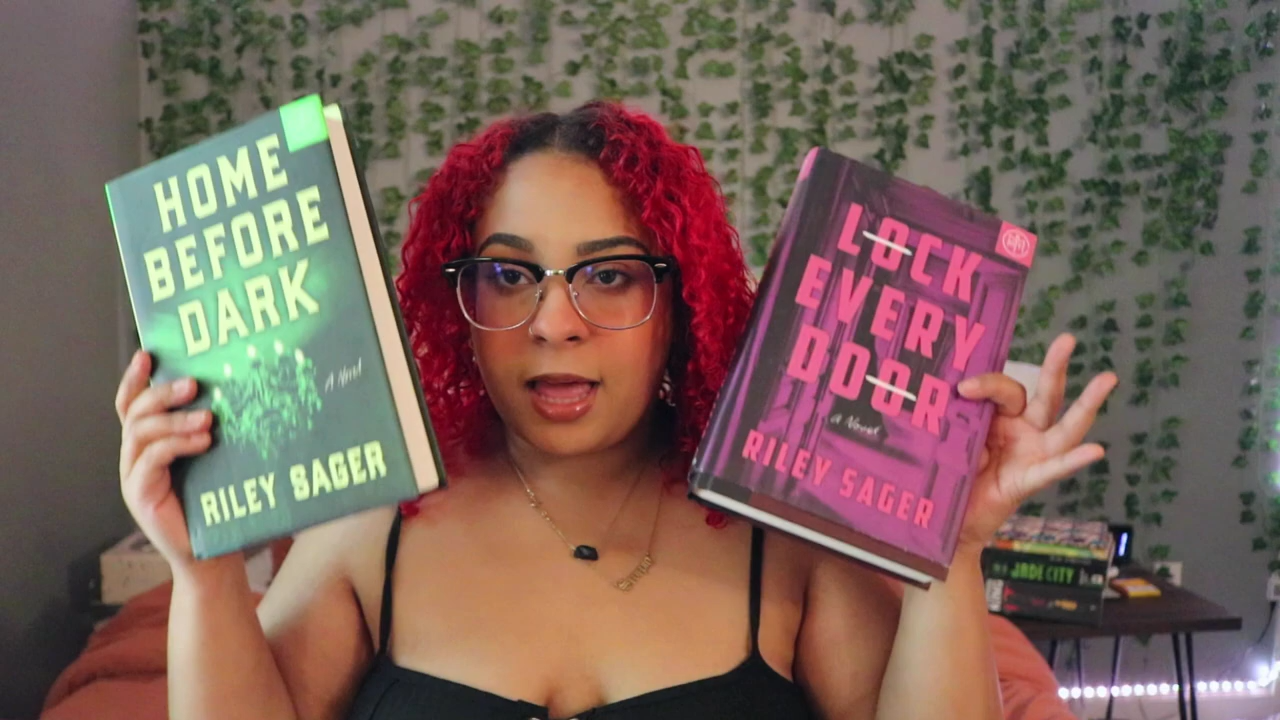 HOME
BEFORE
DARK
A Novel
RILEY SAGER
LOCK
EVERY
DOOR
A Novel
RILEY SAGER
JADE CITY